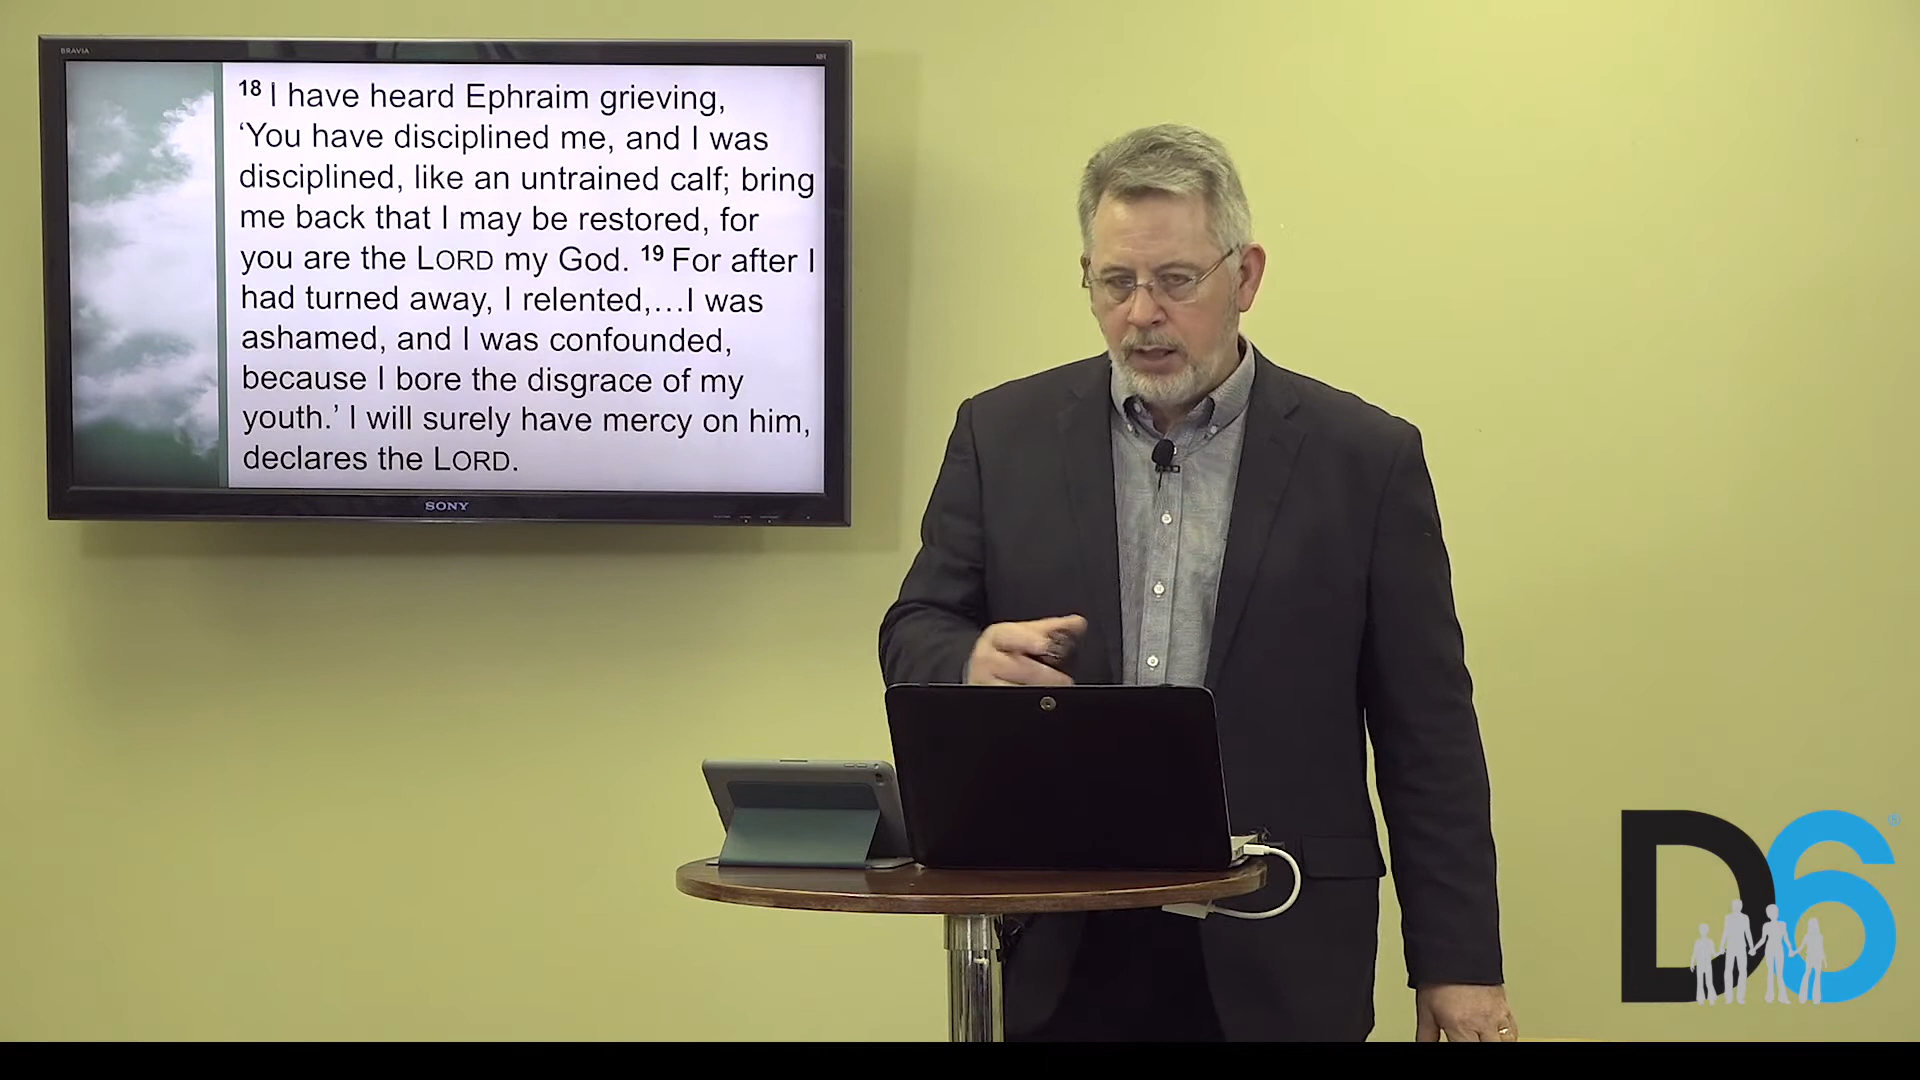 BRAVIA
18 I have heard Ephraim grieving,
‘You have disciplined me, and I was
disciplined, like an untrained calf; bring
me back that I may be restored, for
you are the LORD my God. 19 For after I
had turned away, I relented,…I was
ashamed, and I was confounded,
because I bore the disgrace of my
youth.’ I will surely have mercy on him,
declares the LORD.
SONY
D6®